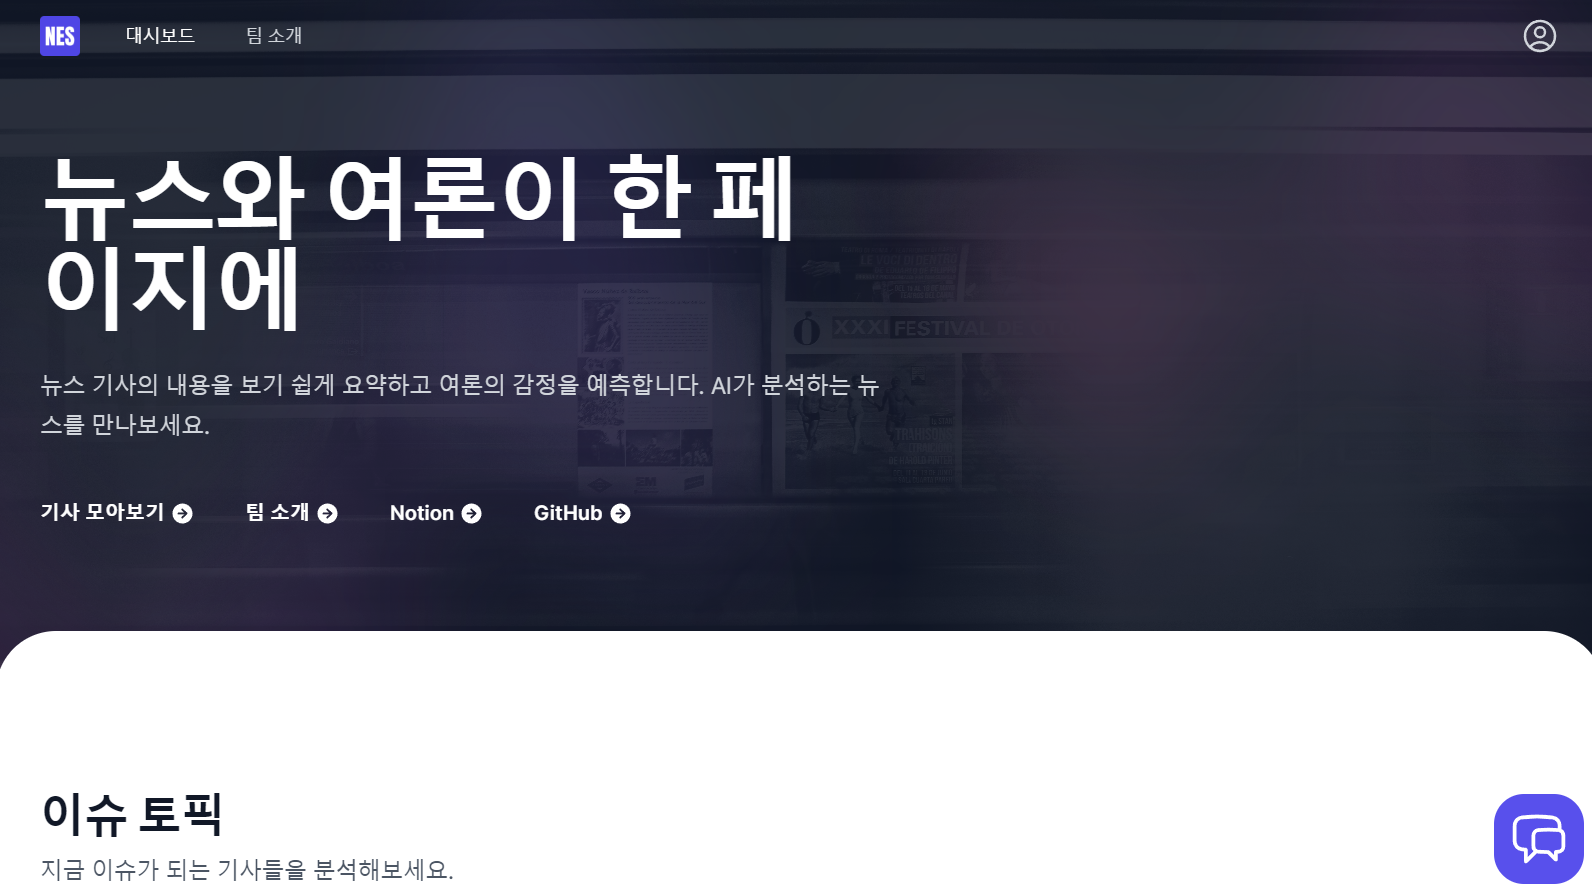 NES 대시보드 팀 소개
뉴스와 여론이 한 페
이지에
XXXI FESTIVAL DE
뉴스 기사의 내용을 보기 쉽게 요약하고 여론의 감정을 예측합니다. AI가 분석하는 뉴
스를 만나보세요.
TRAHISONS
기사 모아보기 팀 소개 Notion GitHub
이슈 토픽
지금 이슈가 되는 기사들을 분석해보세요.